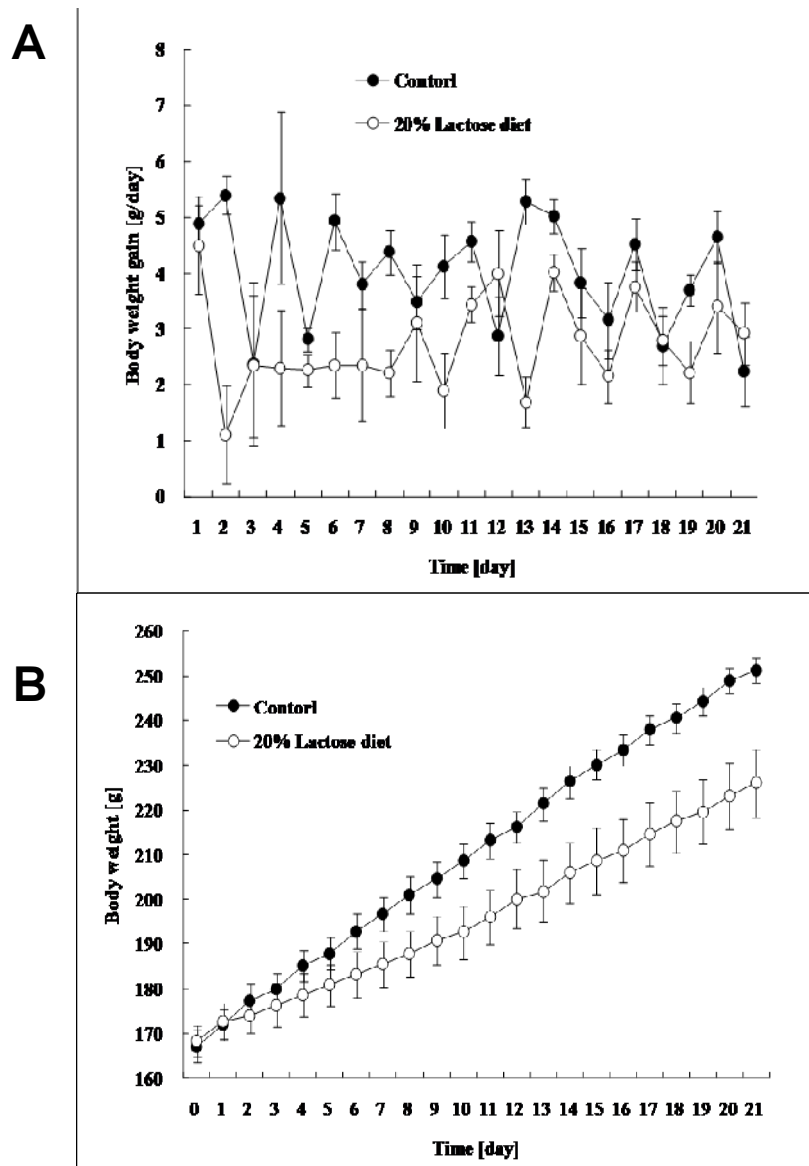 A
8
7
6
5
4
3
2
1
0
Body weight gain [g/day]
Contorl
20% Lactose diet
1 2 3 4 5 6 7 8 9 10 11 12 13 14 15 16 17 18 19 20 21
Time [day]
B
260
250
240
230
220
210
200
190
180
170
160
Body weight [g]
Contorl
20% Lactose diet
0 1 2 3 4 5 6 7 8 9 10 11 12 13 14 15 16 17 18 19 20 21
Time [day]